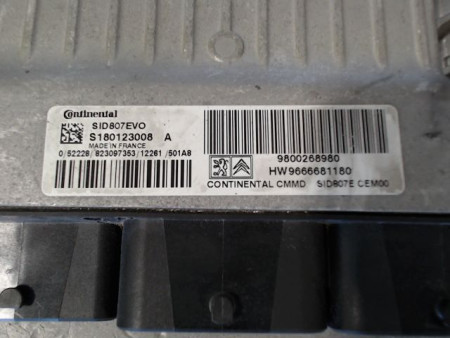 Continental
SID807EVO
S180123008 A
MADE IN FRANCE
0/52228/823097353/12261/501AB
9800268980
HW9666681180
CONTINENTAL CMMD SID807E CEM00